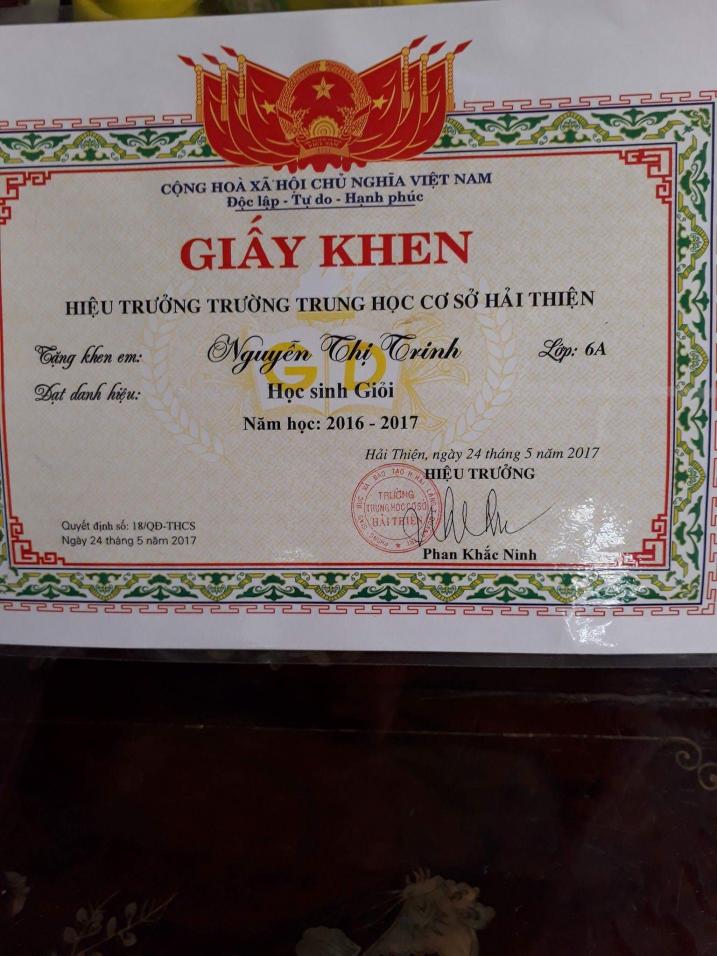 CỘNG HOÀ XÃ HỘI CHỦ NGHĨA VIỆT NAM
Độc lập - Tự do - Hạnh phúc
GIẤY KHEN
HIỆU TRƯỞNG TRƯỜNG TRUNG HỌC CƠ SỞ HẢI THIỆN
Tặng khen em: Nguyễn Thị Trinh Lớp: 6A
Đạt danh hiệu: Học sinh Giỏi
GD
Năm học: 2016 - 2017
Hải Thiện, ngày 24 tháng 5 năm 2017
HIỆU TRƯỞNG
TRƯỜNG
TRUNG HỌC CƠ SỞ
HẢI THIỆN
Quyết định số: 18/QĐ-THCS
Ngày 24 tháng 5 năm 2017
Phan Khắc Ninh